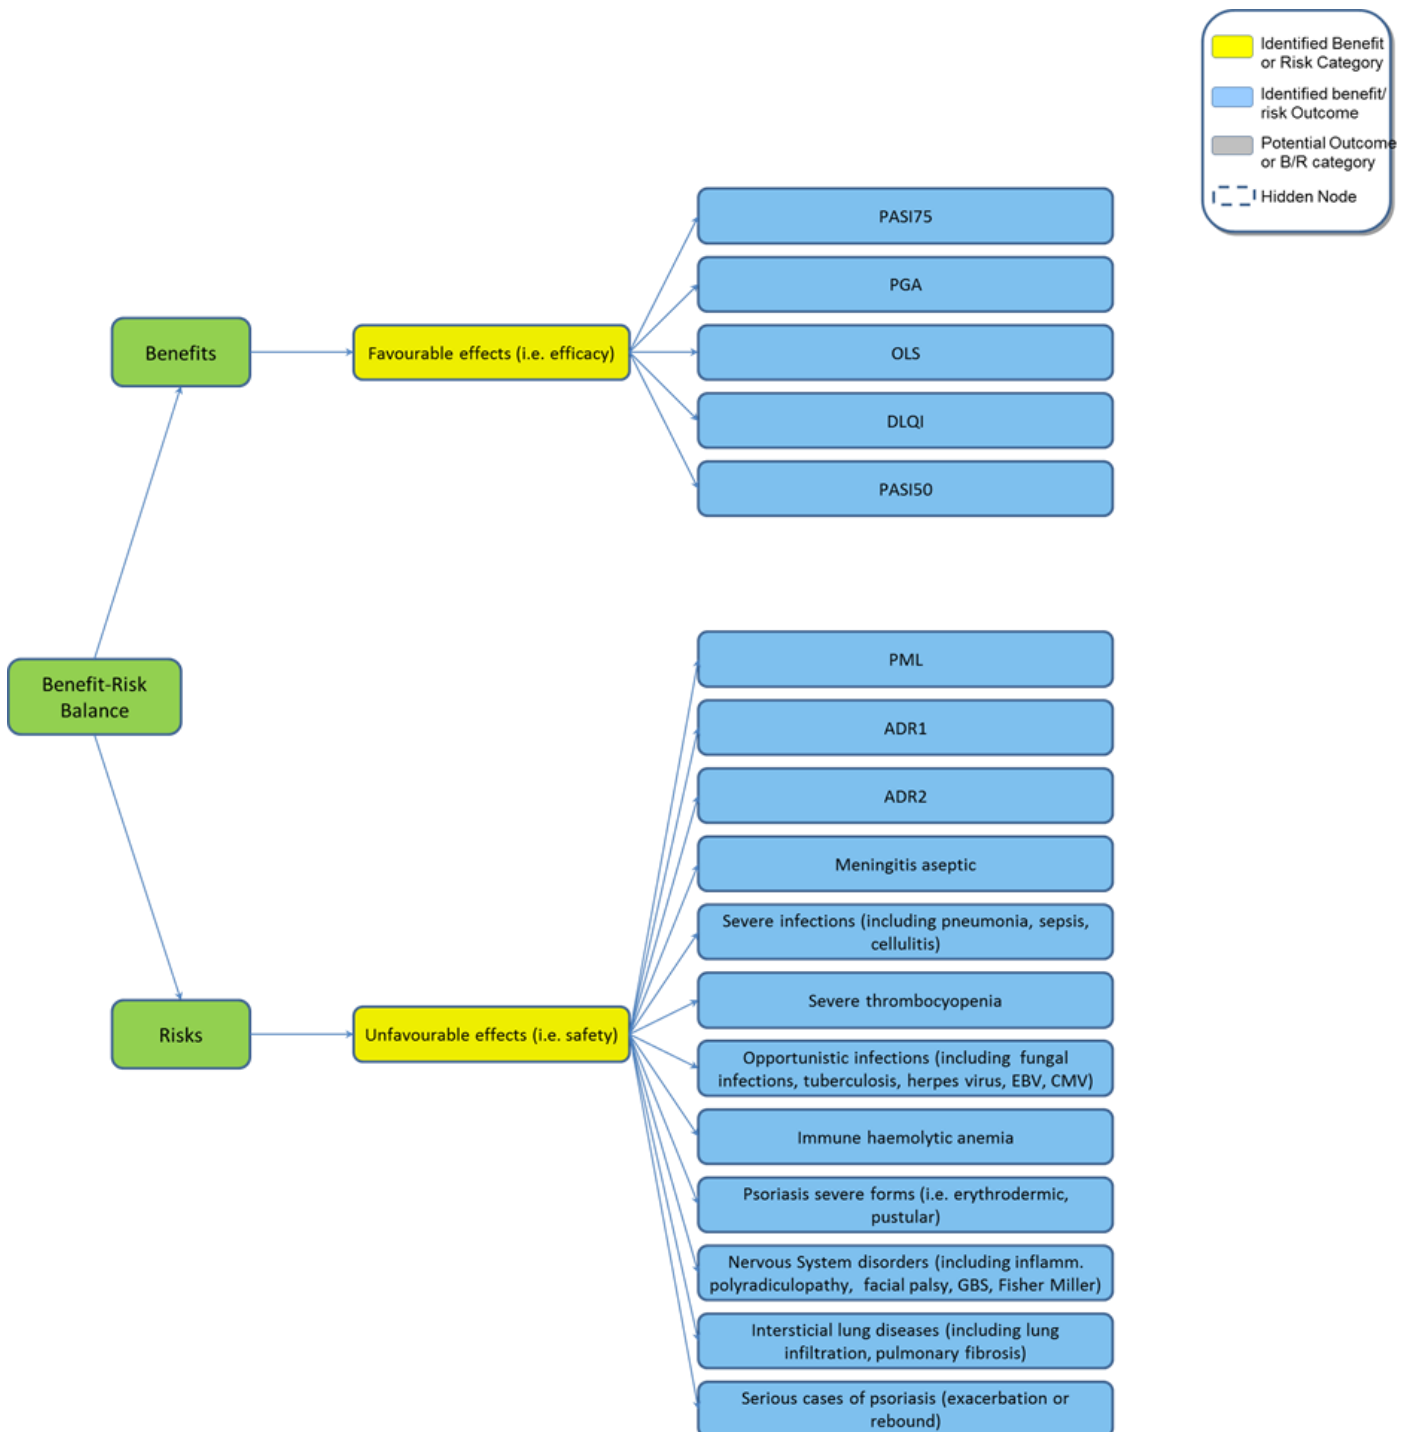 Identified Benefit
or Risk Category
Identified benefit/
risk Outcome
Potential Outcome
or B/R category
Hidden Node
PASI75
PGA
Benefits
Favourable effects (i.e. efficacy)
OLS
DLQI
PASI50
PML
Benefit-Risk
Balance
ADR1
ADR2
Meningitis aseptic
Severe infections (including pneumonia, sepsis,
cellulitis)
Severe thrombocyopenia
Risks
Unfavourable effects (i.e. safety)
Opportunistic infections (including fungal
infections, tuberculosis, herpes virus, EBV, CMV)
Immune haemolytic anemia
Psoriasis severe forms (i.e. erythrodermic,
pustular)
Nervous System disorders (including inflamm.
polyradiculopathy, facial palsy, GBS, Fisher Miller)
Intersticial lung diseases (including lung
infiltration, pulmonary fibrosis)
Serious cases of psoriasis (exacerbation or
rebound)